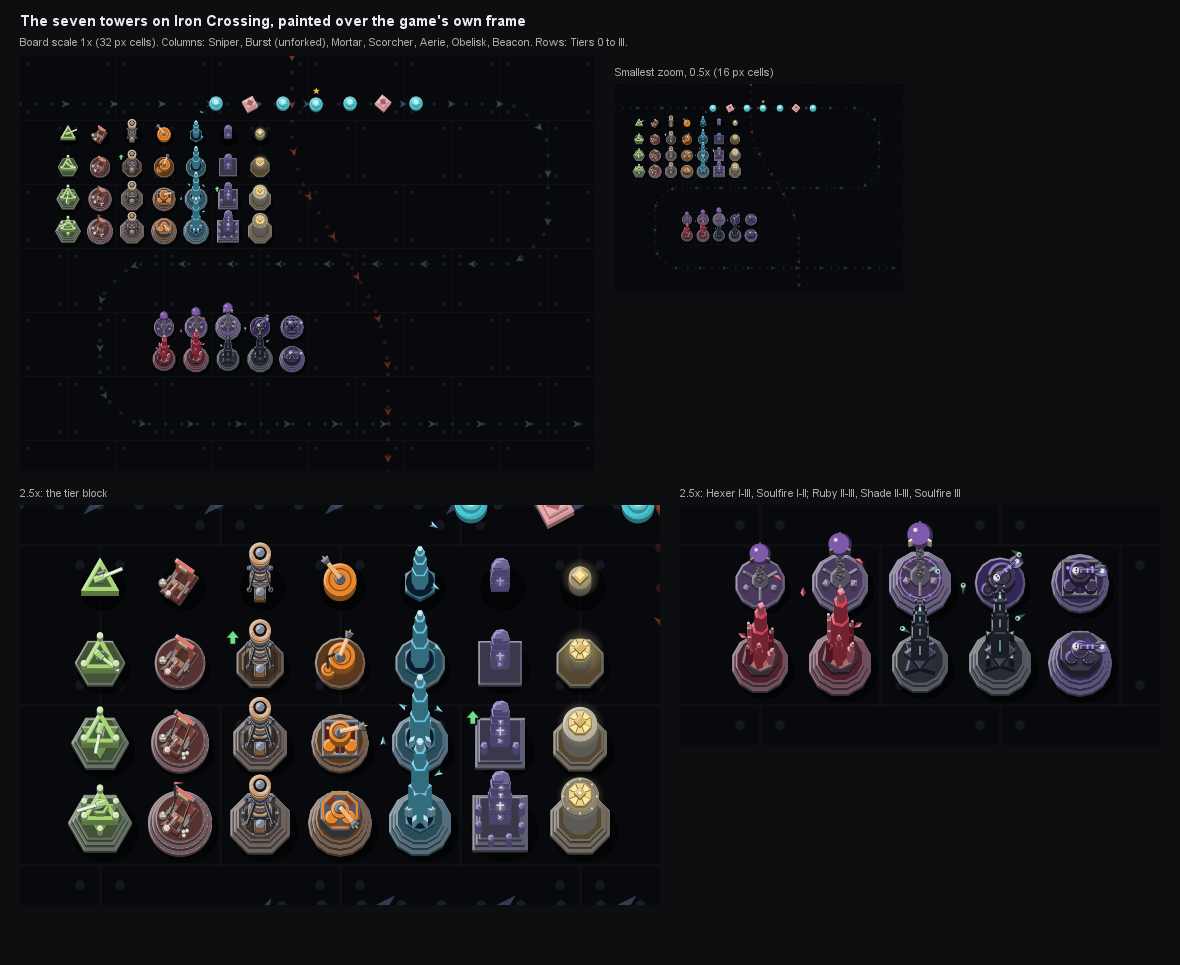 The seven towers on Iron Crossing, painted over the game's own frame
Board scale 1x (32 px cells). Columns: Sniper, Burst (unforked), Mortar, Scorcher, Aerie, Obelisk, Beacon. Rows: Tiers 0 to III.
Smallest zoom, 0.5x (16 px cells)
2.5x: the tier block
2.5x: Hexer I-III, Soulfire I-II; Ruby II-III, Shade II-III, Soulfire III